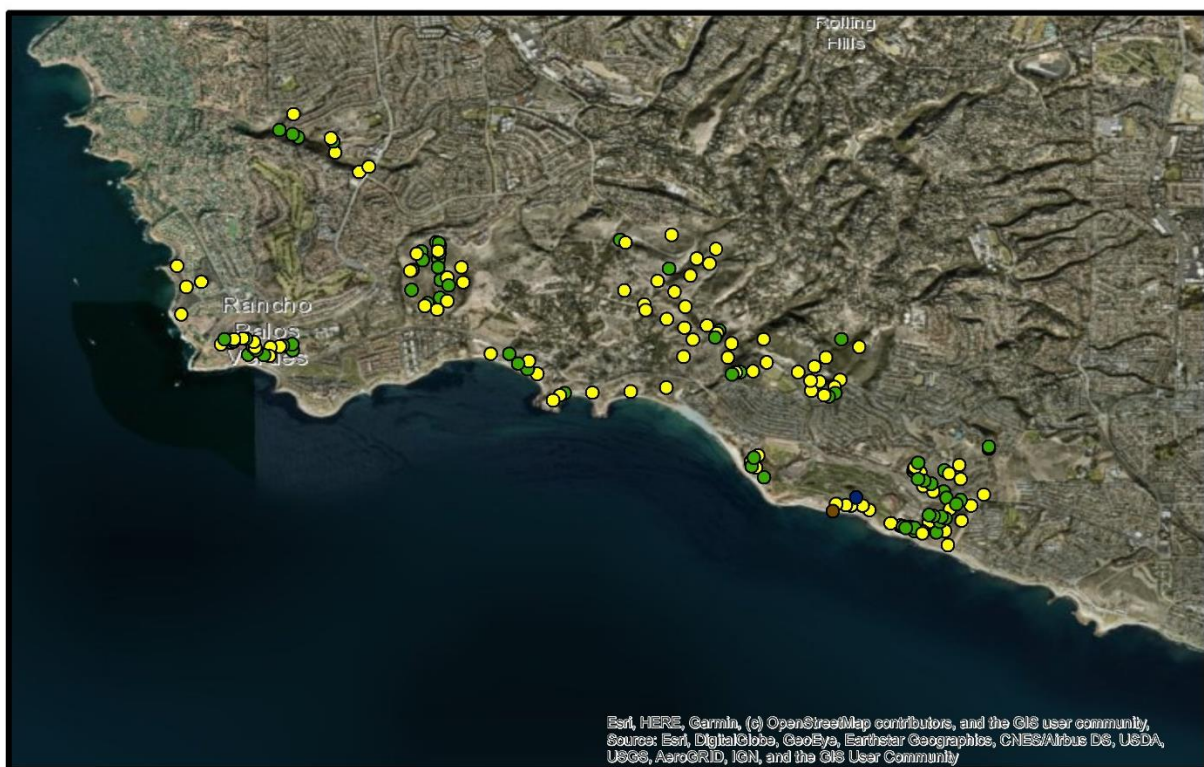 Rolling
Hills
Rancho
Palos
Verdes
Esri, HERE, Garmin, (c) OpenStreetMap contributors, and the GIS user community,
Source: Esri, DigitalGlobe, GeoEye, Earthstar Geographics, CNES/Airbus DS, USDA,
USGS, AeroGRID, IGN, and the GIS User Community